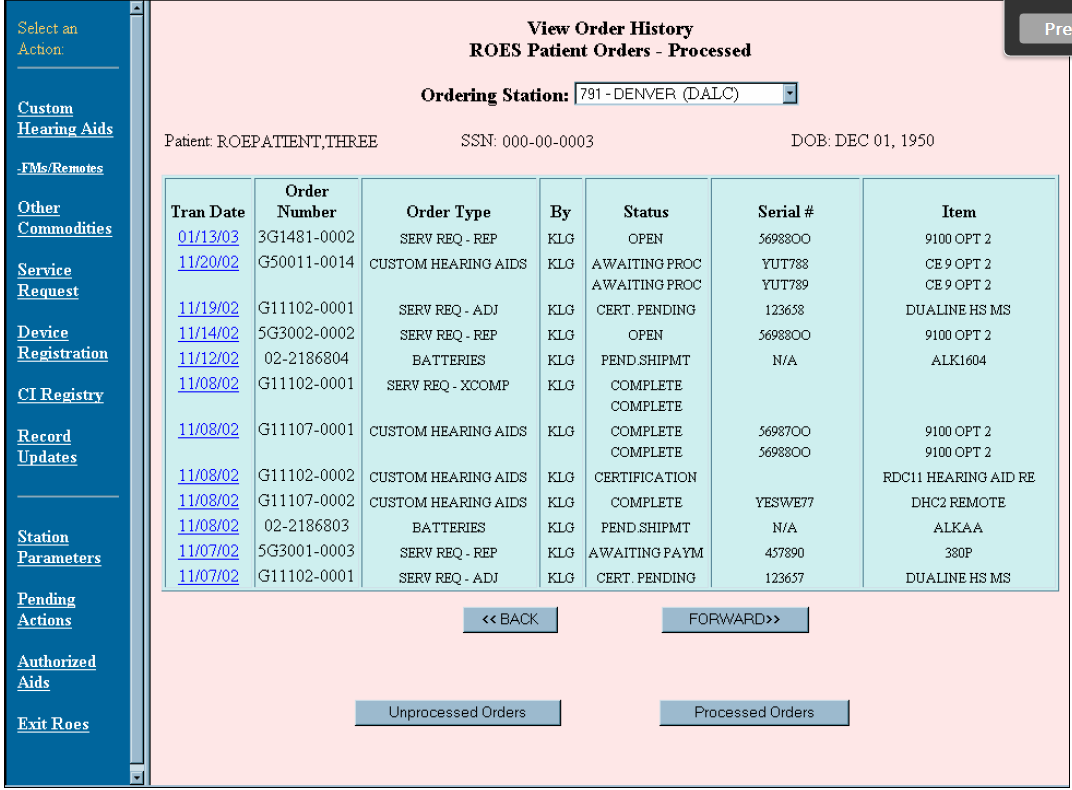 Select an
Action:
Custom
Hearing Aids
-FMs/Remotes
Other
Commodities
Service
Request
Device
Registration
CI Registry
Record
Updates
Station
Parameters
Pending
Actions
Authorized
Aids
Exit Roes
Pre
View Order History
ROES Patient Orders - Processed
Ordering Station: 791 - DENVER (DALC)
Patient: ROEPATIENT,THREE SSN: 000-00-0003 DOB: DEC 01, 1950
Tran Date Order Number Order Type By Status Serial # Item
01/13/03 3G1481-0002 SERV REQ - REP KLG OPEN 5698800 9100 OPT 2
11/20/02 G50011-0014 CUSTOM HEARING AIDS KLG AWAITING PROC YUT788 CE 9 OPT 2
AWAITING PROC YUT789 CE 9 OPT 2
11/19/02 G11102-0001 SERV REQ - ADJ KLG CERT. PENDING 123658 DUALINE HS MS
11/14/02 5G3002-0002 SERV REQ - REP KLG OPEN 5698800 9100 OPT 2
11/12/02 02-2186804 BATTERIES KLG PEND.SHIPMT N/A ALK1604
11/08/02 G11102-0001 SERV REQ - XCOMP KLG COMPLETE
COMPLETE
11/08/02 G11107-0001 CUSTOM HEARING AIDS KLG COMPLETE 5698700 9100 OPT 2
COMPLETE 5698800 9100 OPT 2
11/08/02 G11102-0002 CUSTOM HEARING AIDS KLG CERTIFICATION RDC11 HEARING AID RE
11/08/02 G11107-0002 CUSTOM HEARING AIDS KLG COMPLETE YESWE77 DHC2 REMOTE
11/08/02 02-2186803 BATTERIES KLG PEND.SHIPMT N/A ALKAA
11/07/02 5G3001-0003 SERV REQ - REP KLG AWAITING PAYM 457890 380P
11/07/02 G11102-0001 SERV REQ - ADJ KLG CERT. PENDING 123657 DUALINE HS MS
<< BACK FORWARD>>
Unprocessed Orders Processed Orders